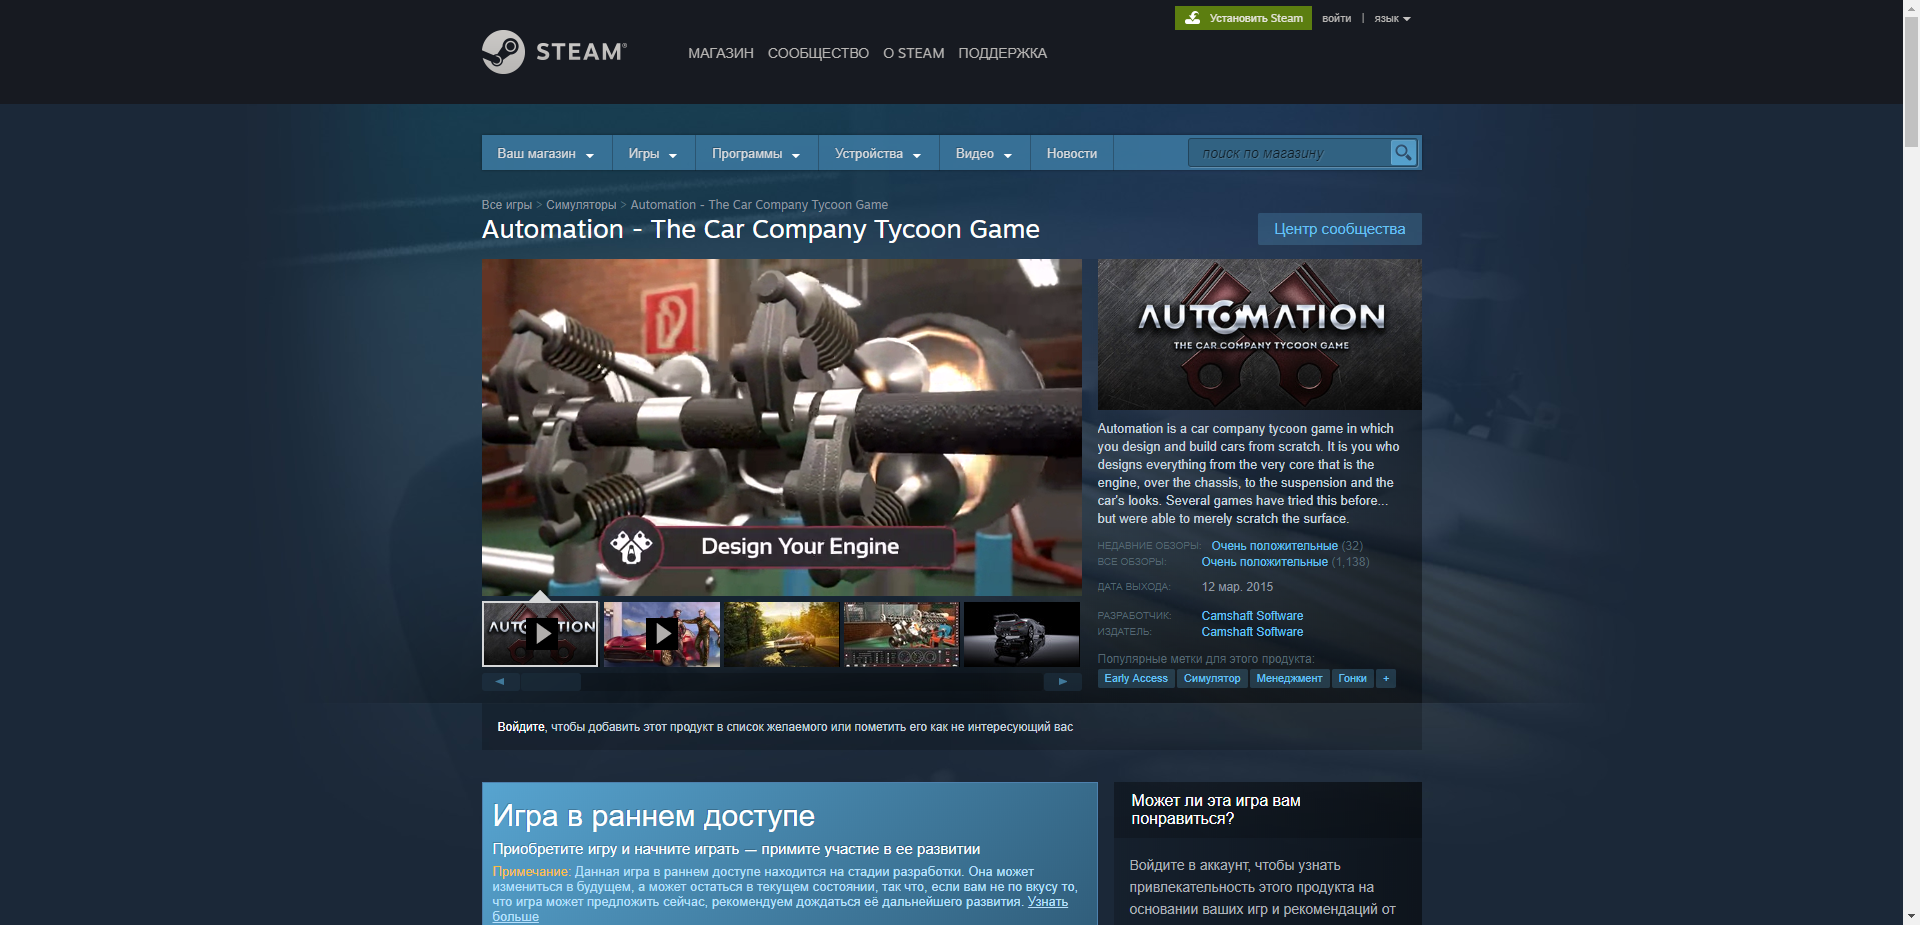 Установить Steam
войти | язык
STEAM®
МАГАЗИН СООБЩЕСТВО О STEAM ПОДДЕРЖКА
Ваш магазин Игры Программы Устройства Видео Новости поиск по магазину
Все игры > Симуляторы > Automation - The Car Company Tycoon Game
Automation - The Car Company Tycoon Game
Центр сообщества
Design Your Engine
AUTOMATION
THE CAR COMPANY TYCOON GAME
Automation is a car company tycoon game in which
you design and build cars from scratch. It is you who
designs everything from the very core that is the
engine, over the chassis, to the suspension and the
car's looks. Several games have tried this before...
but were able to merely scratch the surface.
НЕДАВНИЕ ОБЗОРЫ: Очень положительные (32)
ВСЕ ОБЗОРЫ: Очень положительные (1,138)
ДАТА ВЫХОДА: 12 мар. 2015
РАЗРАБОТЧИК: Camshaft Software
ИЗДАТЕЛЬ: Camshaft Software
Популярные метки для этого продукта:
Early Access Симулятор Менеджмент Гонки +
Войдите, чтобы добавить этот продукт в список желаемого или пометить его как не интересующий вас
Игра в раннем доступе
Приобретите игру и начните играть — примите участие в ее развитии
Примечание: Данная игра в раннем доступе находится на стадии разработки. Она может
измениться в будущем, а может остаться в текущем состоянии, так что, если вам не по вкусу то,
что игра может предложить сейчас, рекомендуем дождаться её дальнейшего развития. Узнать
больше
Может ли эта игра вам
понравиться?
Войдите в аккаунт, чтобы узнать
привлекательность этого продукта на
основании ваших игр и рекомендаций от